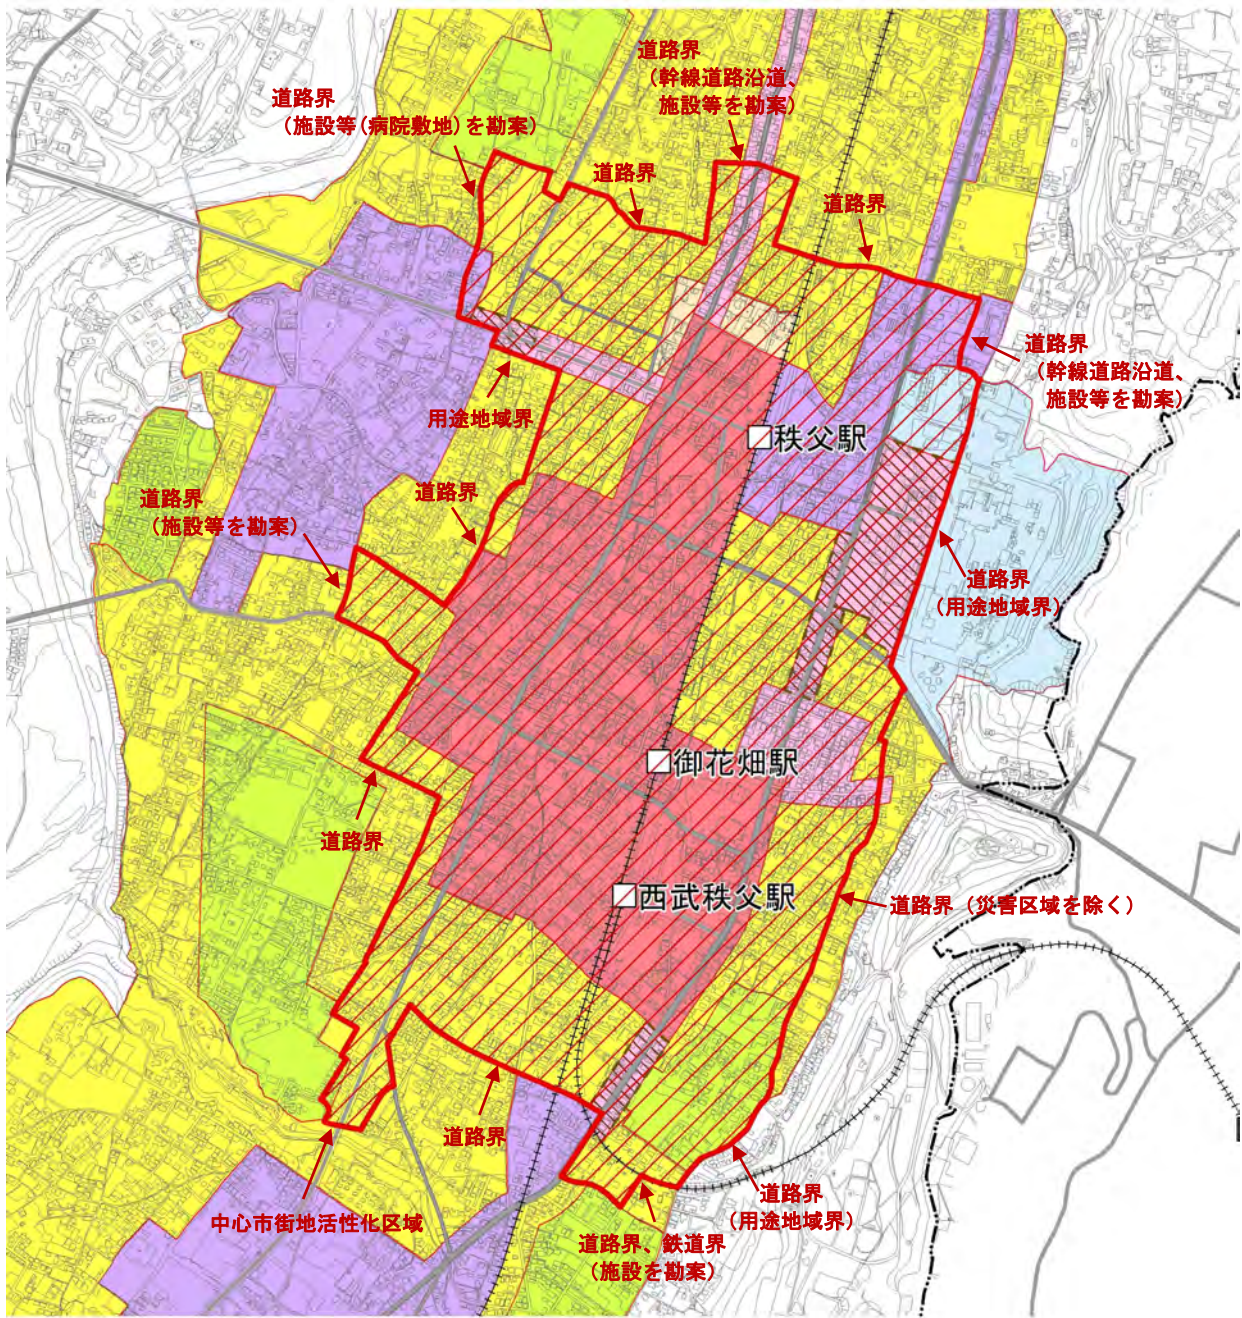 道路界
（幹線道路沿道、
施設等を勘案）
道路界
（施設等(病院敷地)を勘案）
道路界
道路界
道路界
（幹線道路沿道、
施設等を勘案）
用途地域界
秩父駅
道路界
道路界
（施設等を勘案）
道路界
（用途地域界）
御花畑駅
道路界
西武秩父駅
道路界（災害区域を除く）
道路界
道路界
（用途地域界）
中心市街地活性化区域
道路界、鉄道界
（施設を勘案）